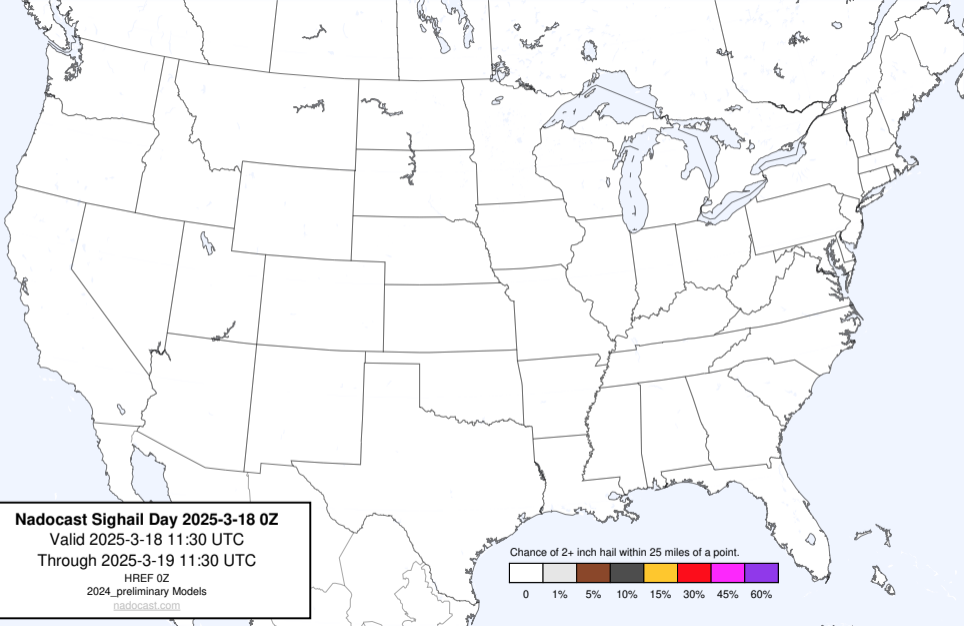 Nadocast Sighail Day 2025-3-18 0Z
Valid 2025-3-18 11:30 UTC
Through 2025-3-19 11:30 UTC
HREF 0Z
2024_preliminary Models
nadocast.com
Chance of 2+ inch hail within 25 miles of a point.
0 1% 5% 10% 15% 30% 45% 60%